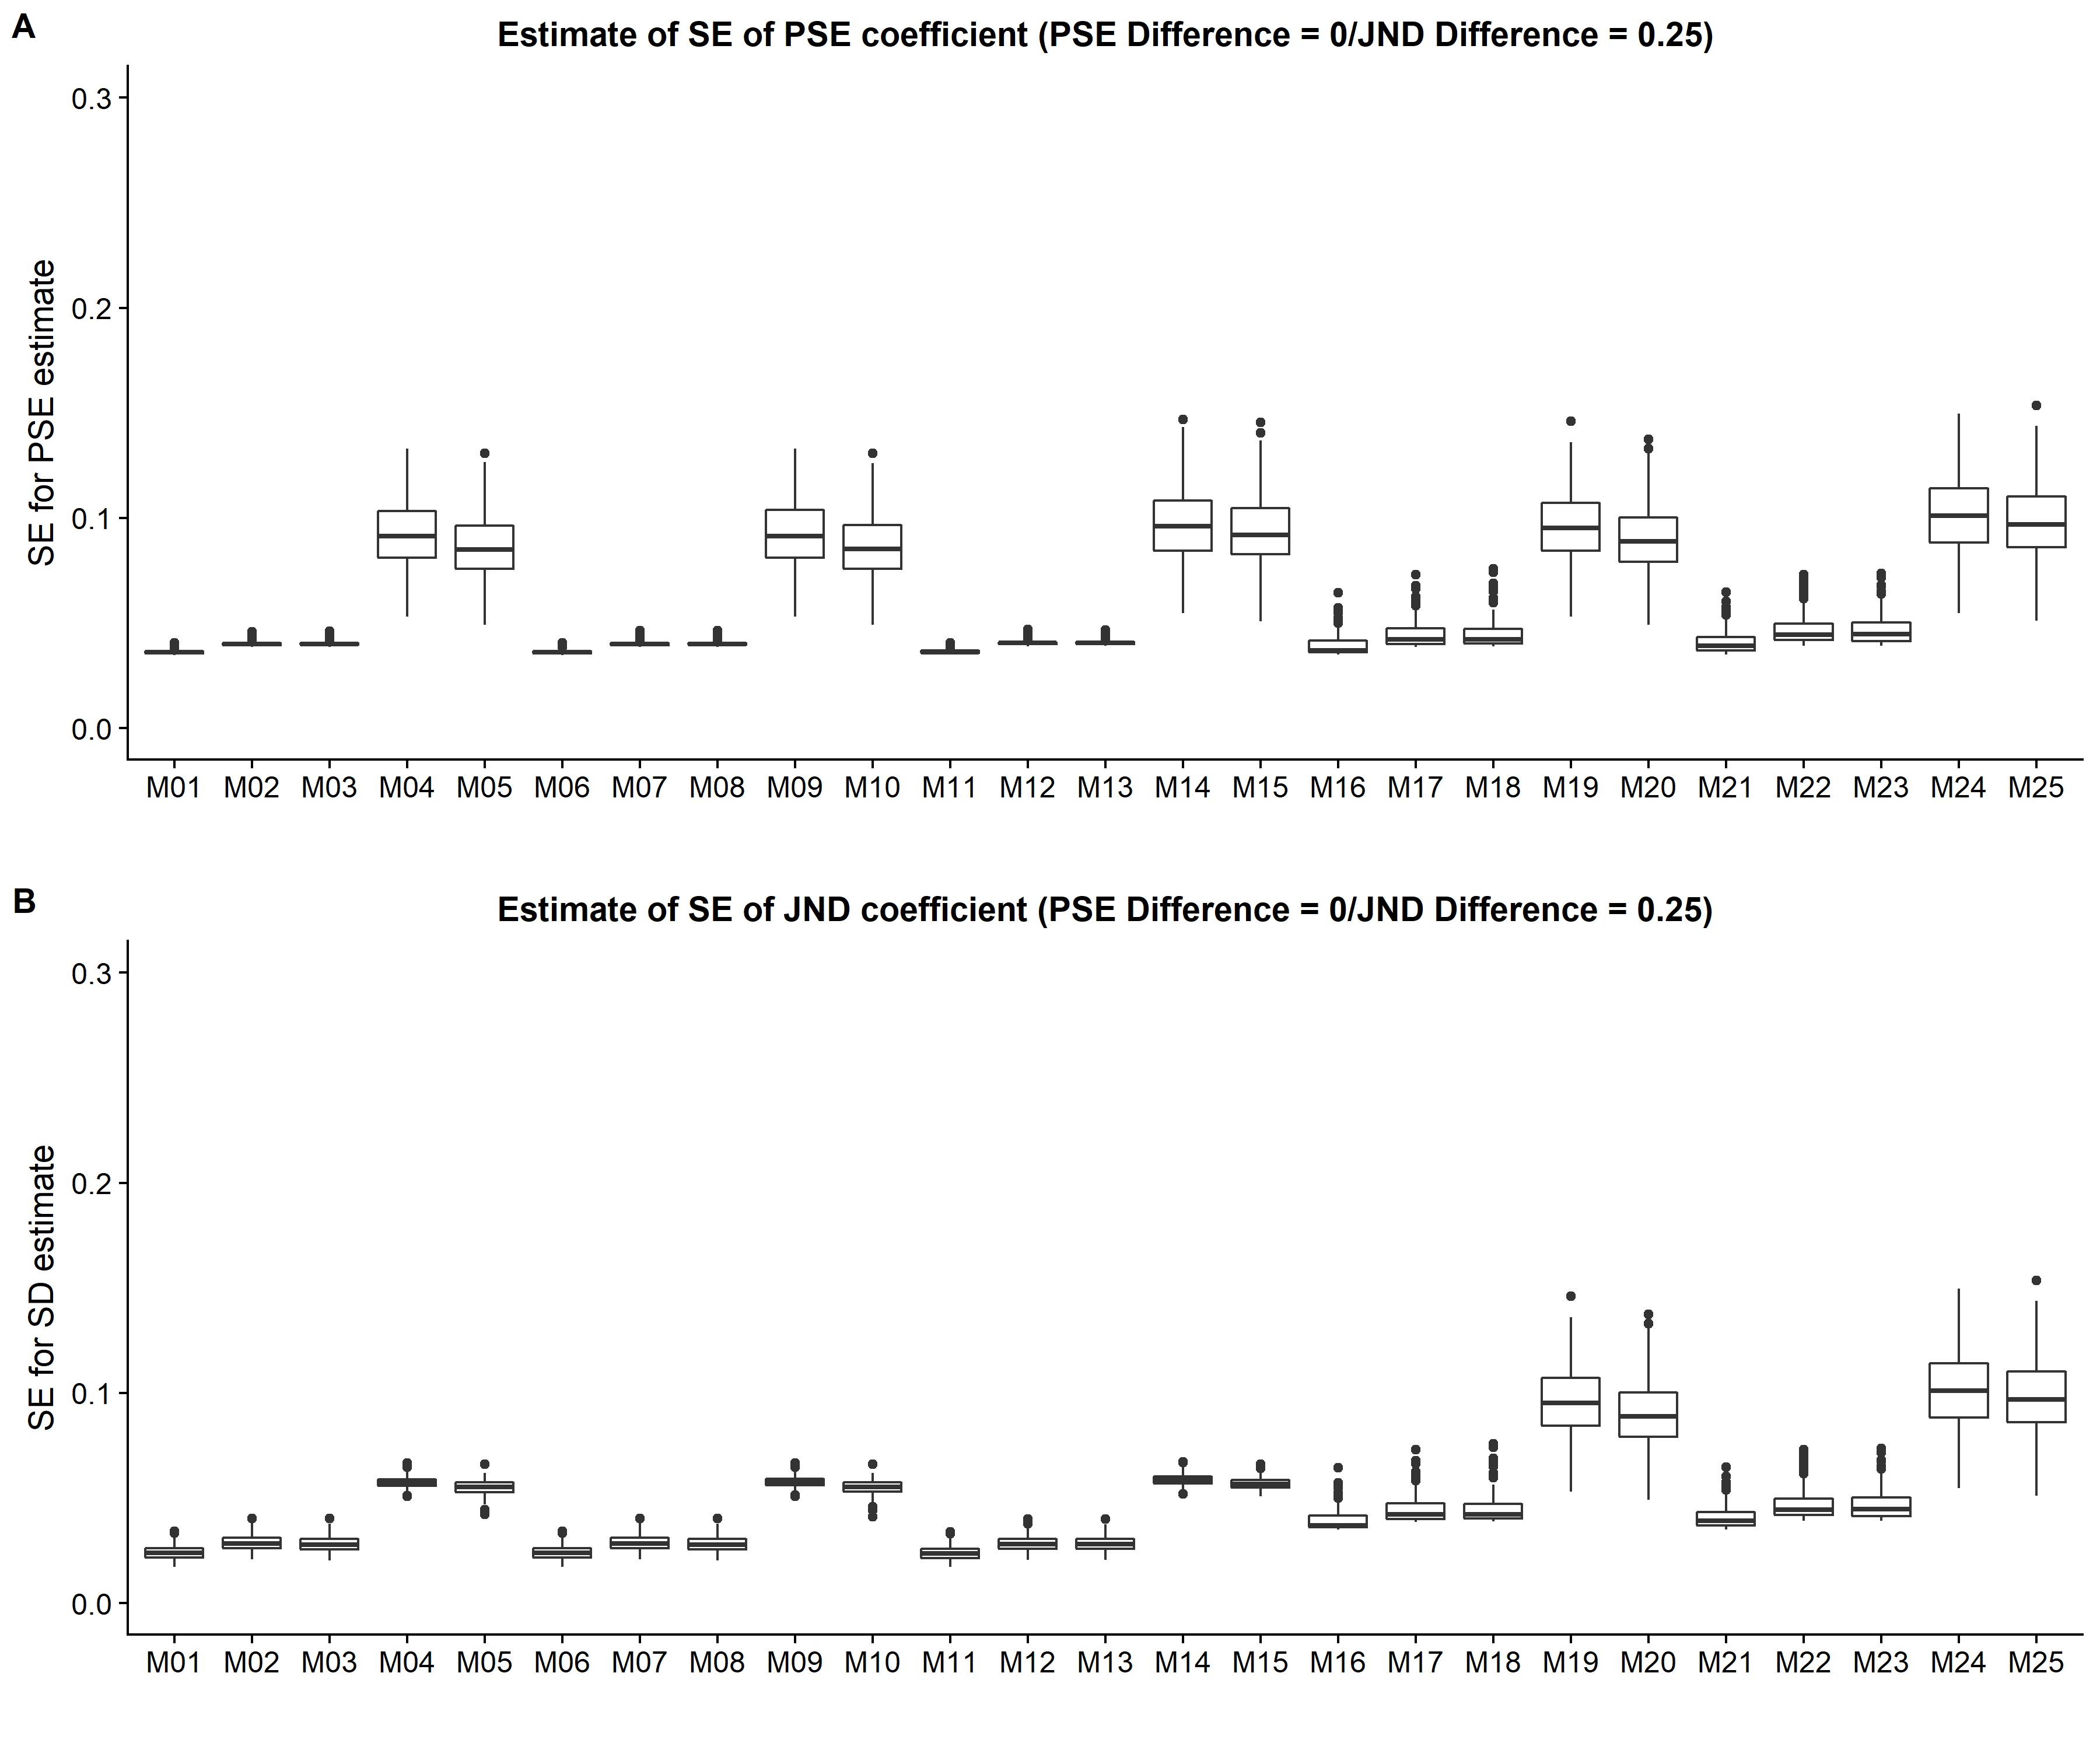 A
Estimate of SE of PSE coefficient (PSE Difference = 0/JND Difference = 0.25)
SE for PSE estimate
0.3
0.2
0.1
0.0
M01 M02 M03 M04 M05 M06 M07 M08 M09 M10 M11 M12 M13 M14 M15 M16 M17 M18 M19 M20 M21 M22 M23 M24 M25
B
Estimate of SE of JND coefficient (PSE Difference = 0/JND Difference = 0.25)
SE for SD estimate
0.3
0.2
0.1
0.0
M01 M02 M03 M04 M05 M06 M07 M08 M09 M10 M11 M12 M13 M14 M15 M16 M17 M18 M19 M20 M21 M22 M23 M24 M25